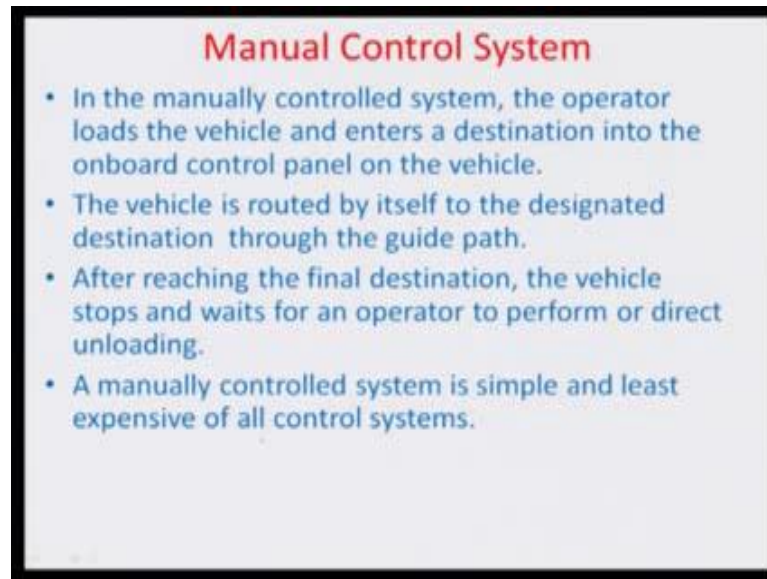 Manual Control System
• In the manually controlled system, the operator
loads the vehicle and enters a destination into the
onboard control panel on the vehicle.
• The vehicle is routed by itself to the designated
destination through the guide path.
• After reaching the final destination, the vehicle
stops and waits for an operator to perform or direct
unloading.
• A manually controlled system is simple and least
expensive of all control systems.